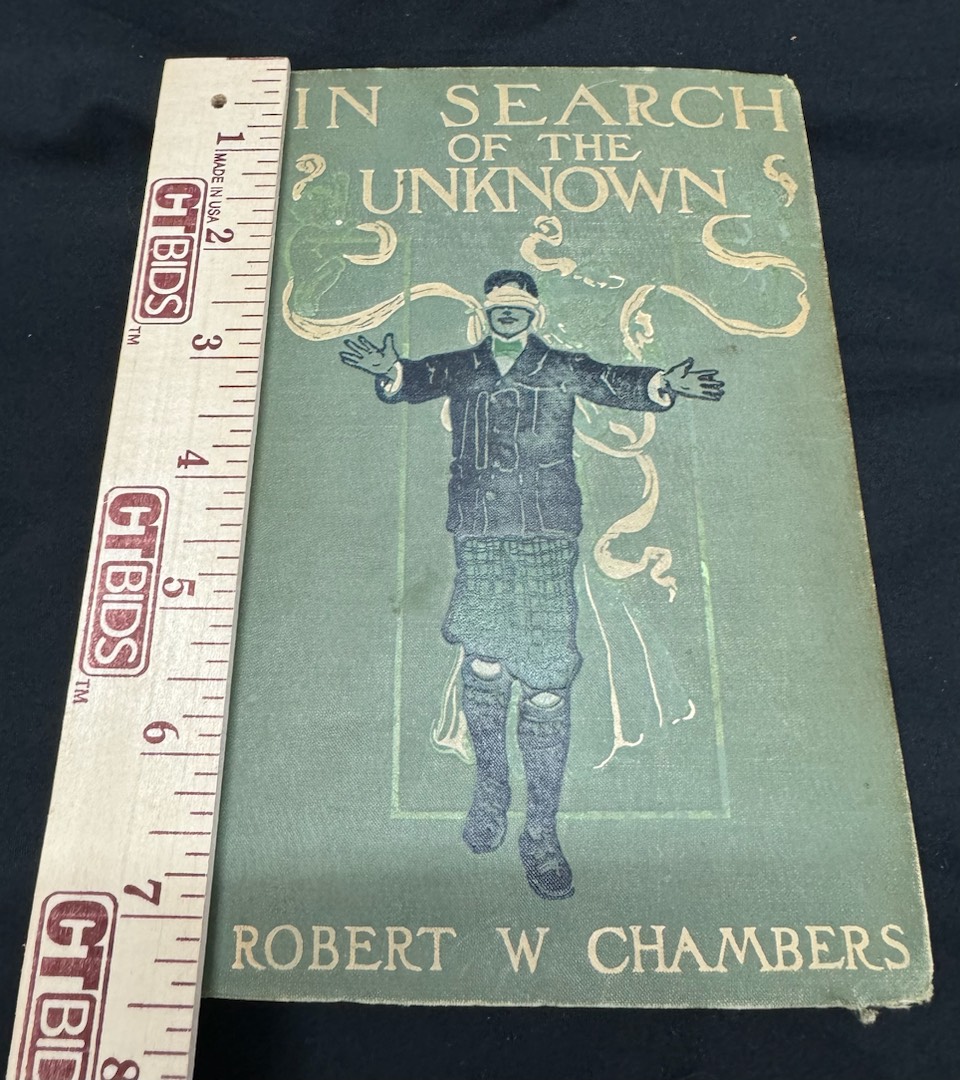 IN SEARCH
OF THE
UNKNOWN
ROBERT W CHAMBERS
1
MADE IN USA
2
CTBIDS
TM
3
4
CTBIDS
TM
5
6
7
CTBIDS
8